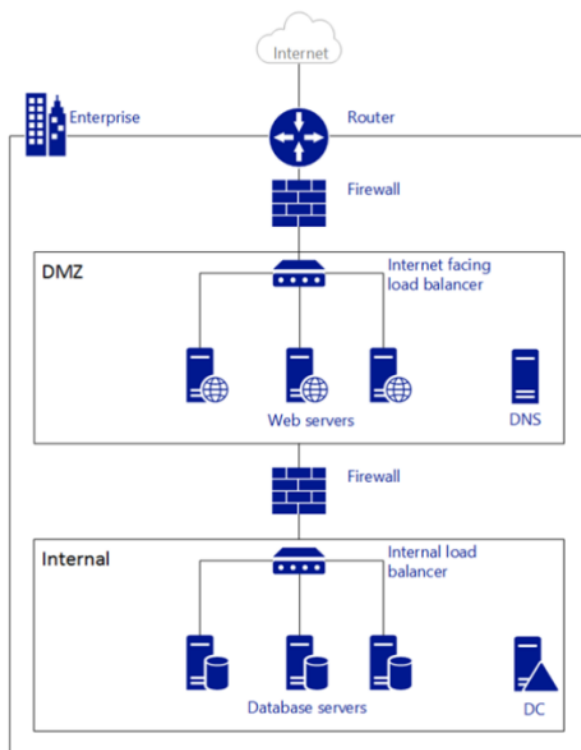 Internet
Enterprise
Router
Firewall
DMZ
Internet facing
load balancer
Web servers
DNS
Firewall
Internal
Internal load
balancer
Database servers
DC